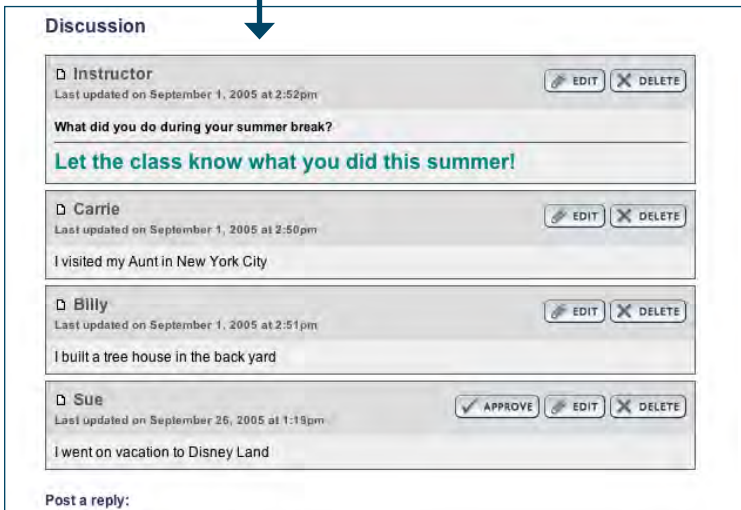 Discussion
Instructor
EDIT DELETE
Last updated on September 1, 2005 at 2:52pm
What did you do during your summer break?
Let the class know what you did this summer!
Carrie
EDIT DELETE
Last updated on September 1, 2005 at 2:50pm
I visited my Aunt in New York City
Billy
EDIT DELETE
Last updated on September 1, 2005 at 2:51pm
I built a tree house in the back yard
Sue
APPROVE EDIT DELETE
Last updated on September 26, 2005 at 1:19pm
I went on vacation to Disney Land
Post a reply: